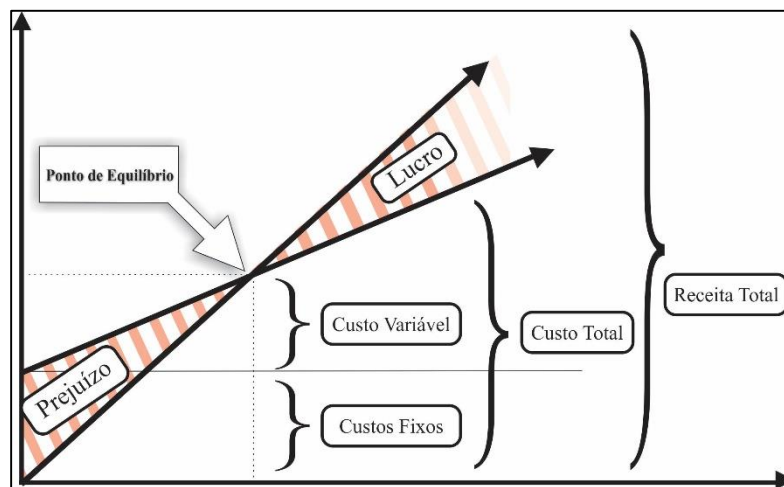 Ponto de Equilíbrio
Lucro
Prejuízo
Custo Variável
Custos Fixos
Custo Total
Receita Total